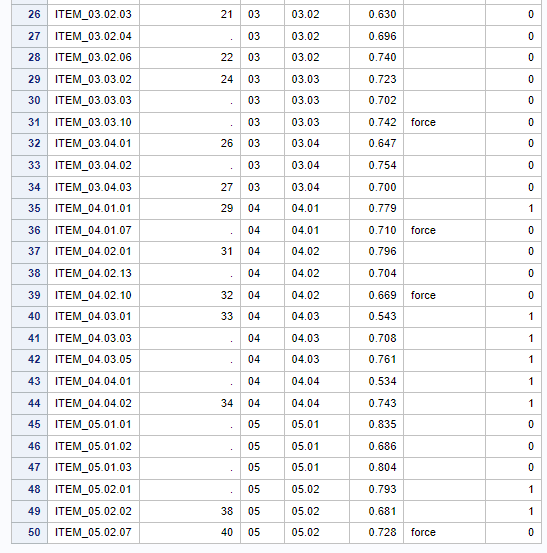 26 ITEM_03.02.03 21 03 03.02 0.630 0
27 ITEM_03.02.04 . 03 03.02 0.696 0
28 ITEM_03.02.06 22 03 03.02 0.740 0
29 ITEM_03.03.02 24 03 03.03 0.723 0
30 ITEM_03.03.03 . 03 03.03 0.702 0
31 ITEM_03.03.10 . 03 03.03 0.742 force 0
32 ITEM_03.04.01 26 03 03.04 0.647 0
33 ITEM_03.04.02 . 03 03.04 0.754 0
34 ITEM_03.04.03 27 03 03.04 0.700 0
35 ITEM_04.01.01 29 04 04.01 0.779 1
36 ITEM_04.01.07 . 04 04.01 0.710 force 0
37 ITEM_04.02.01 31 04 04.02 0.796 0
38 ITEM_04.02.13 . 04 04.02 0.704 0
39 ITEM_04.02.10 32 04 04.02 0.669 force 0
40 ITEM_04.03.01 33 04 04.03 0.543 1
41 ITEM_04.03.03 . 04 04.03 0.708 1
42 ITEM_04.03.05 . 04 04.03 0.761 1
43 ITEM_04.04.01 . 04 04.04 0.534 1
44 ITEM_04.04.02 34 04 04.04 0.743 1
45 ITEM_05.01.01 . 05 05.01 0.835 0
46 ITEM_05.01.02 . 05 05.01 0.686 0
47 ITEM_05.01.03 . 05 05.01 0.804 0
48 ITEM_05.02.01 . 05 05.02 0.793 1
49 ITEM_05.02.02 38 05 05.02 0.681 1
50 ITEM_05.02.07 40 05 05.02 0.728 force 0